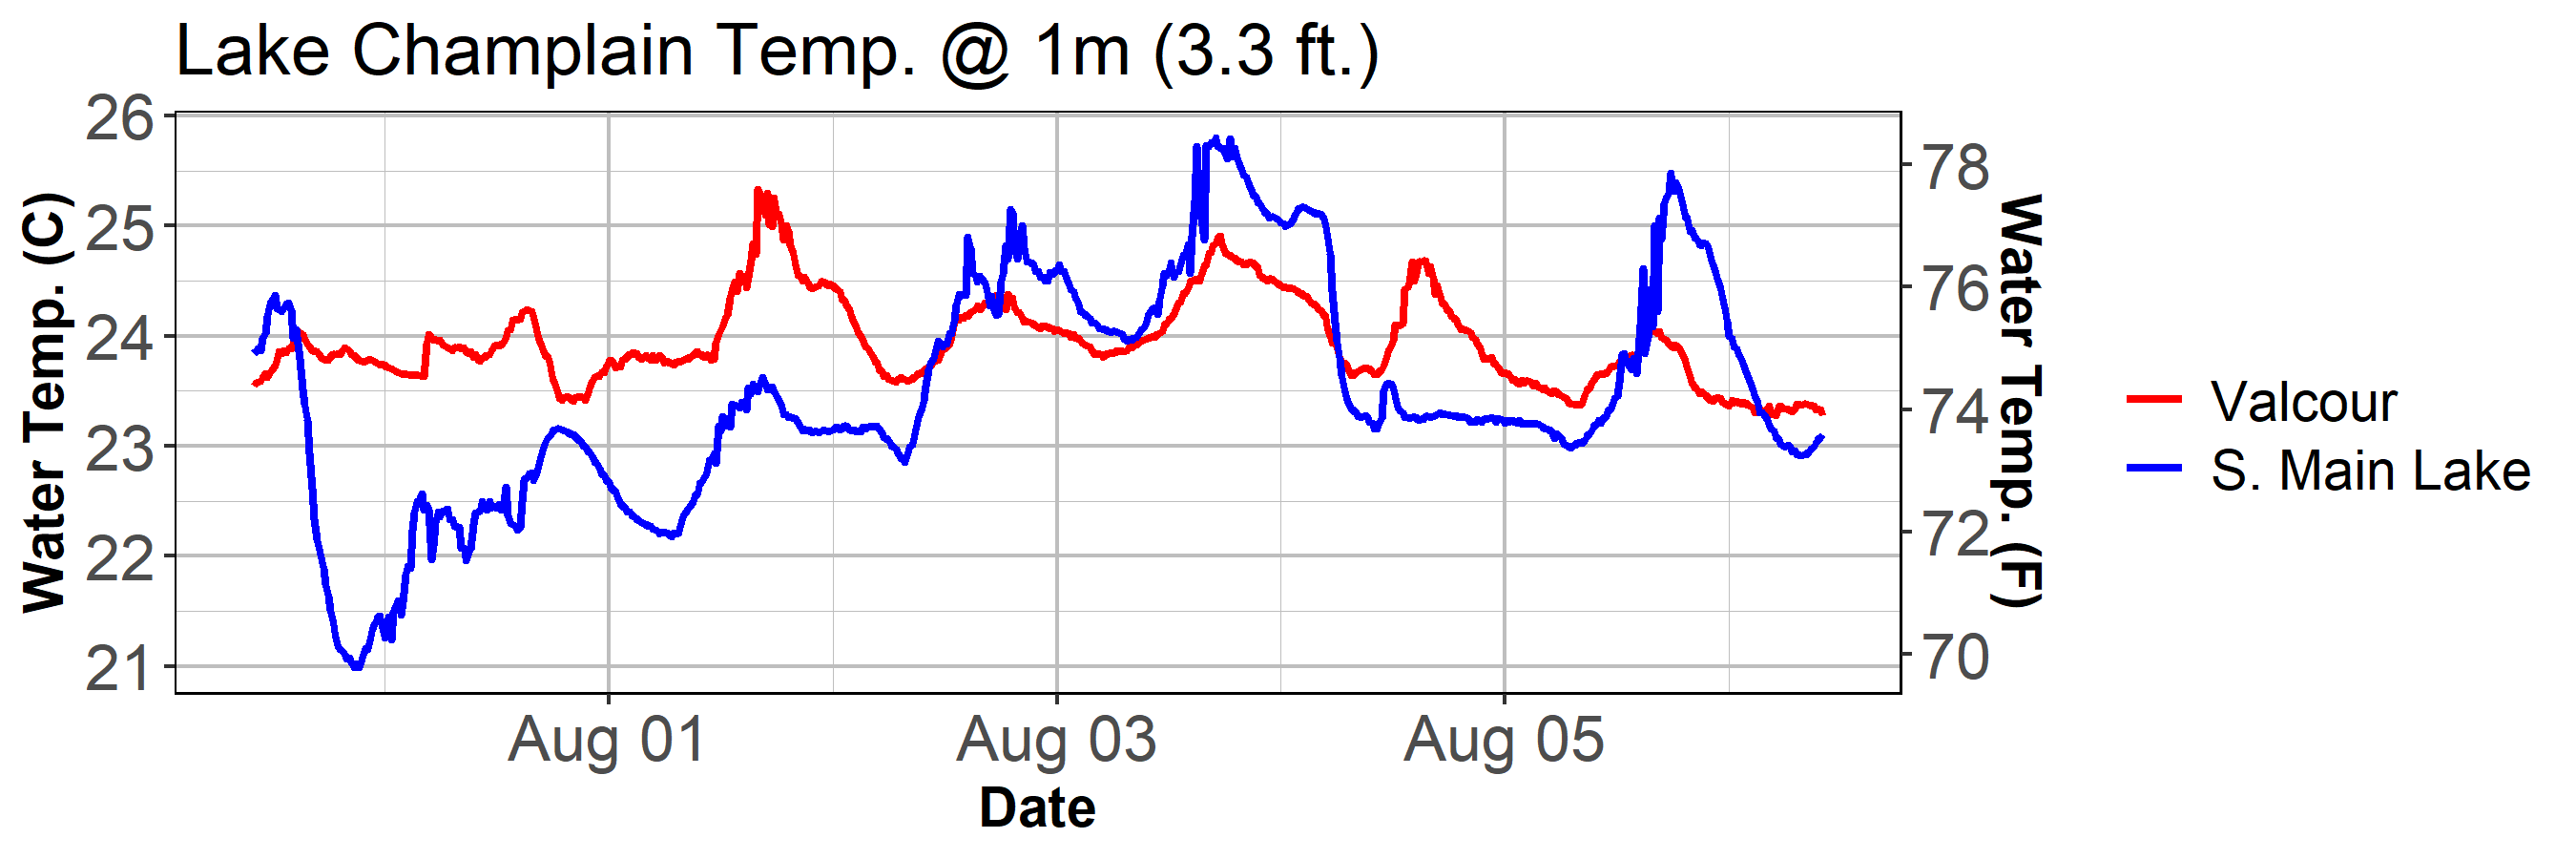 Lake Champlain Temp. @ 1m (3.3 ft.)
Water Temp. (C)
26
25
24
23
22
21
78
76
74
72
70
Water Temp. (F)
Aug 01
Aug 03
Aug 05
Date
Valcour
S. Main Lake